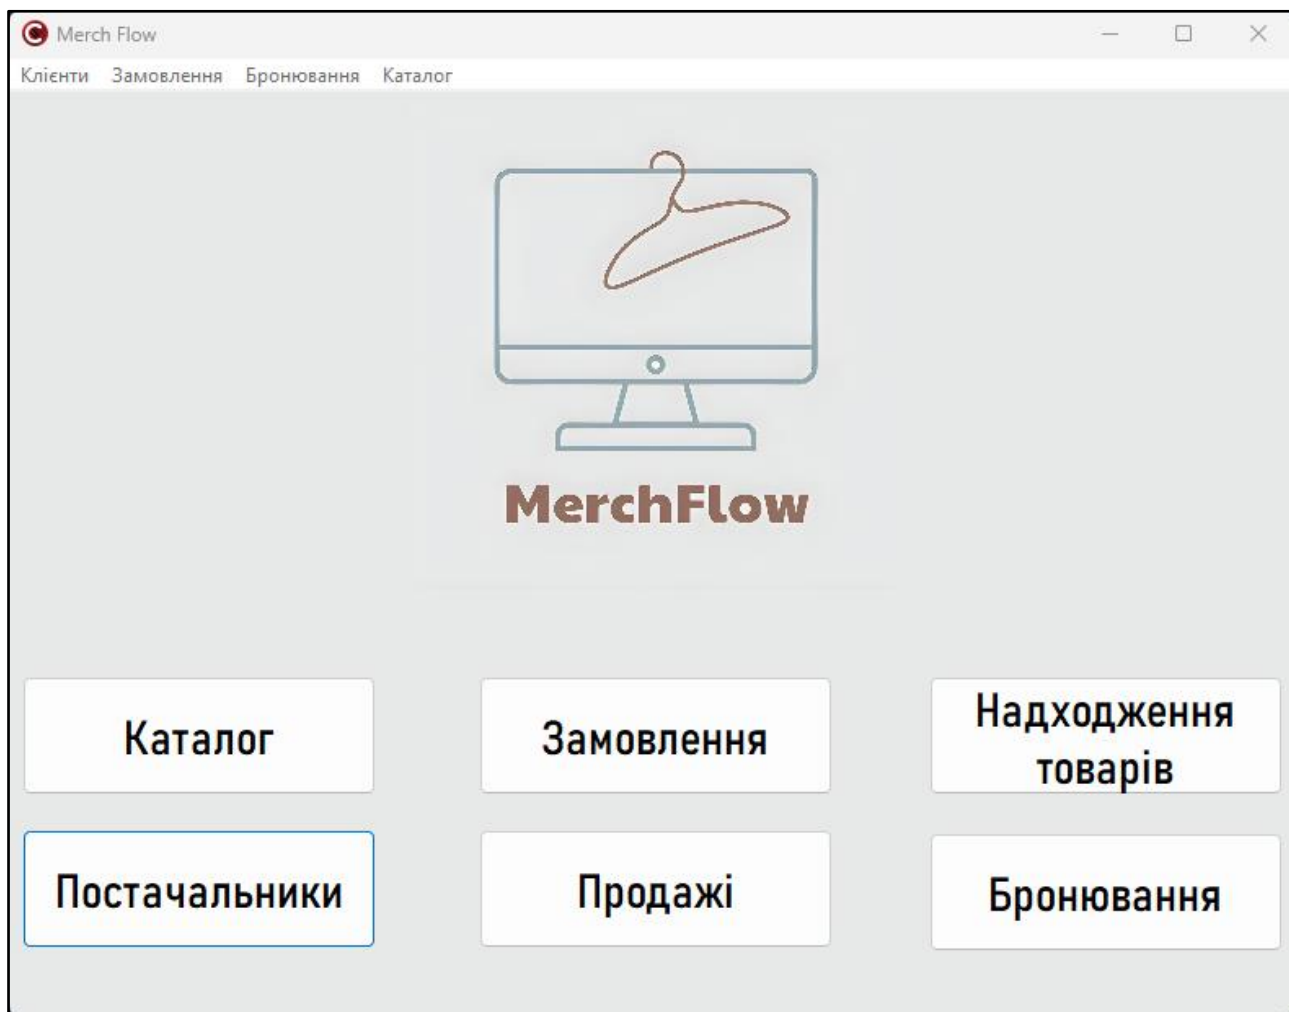 Merch Flow
Клієнти Замовлення Бронювання Каталог
MerchFlow
Каталог
Замовлення
Надходження
товарів
Постачальники
Продажі
Бронювання